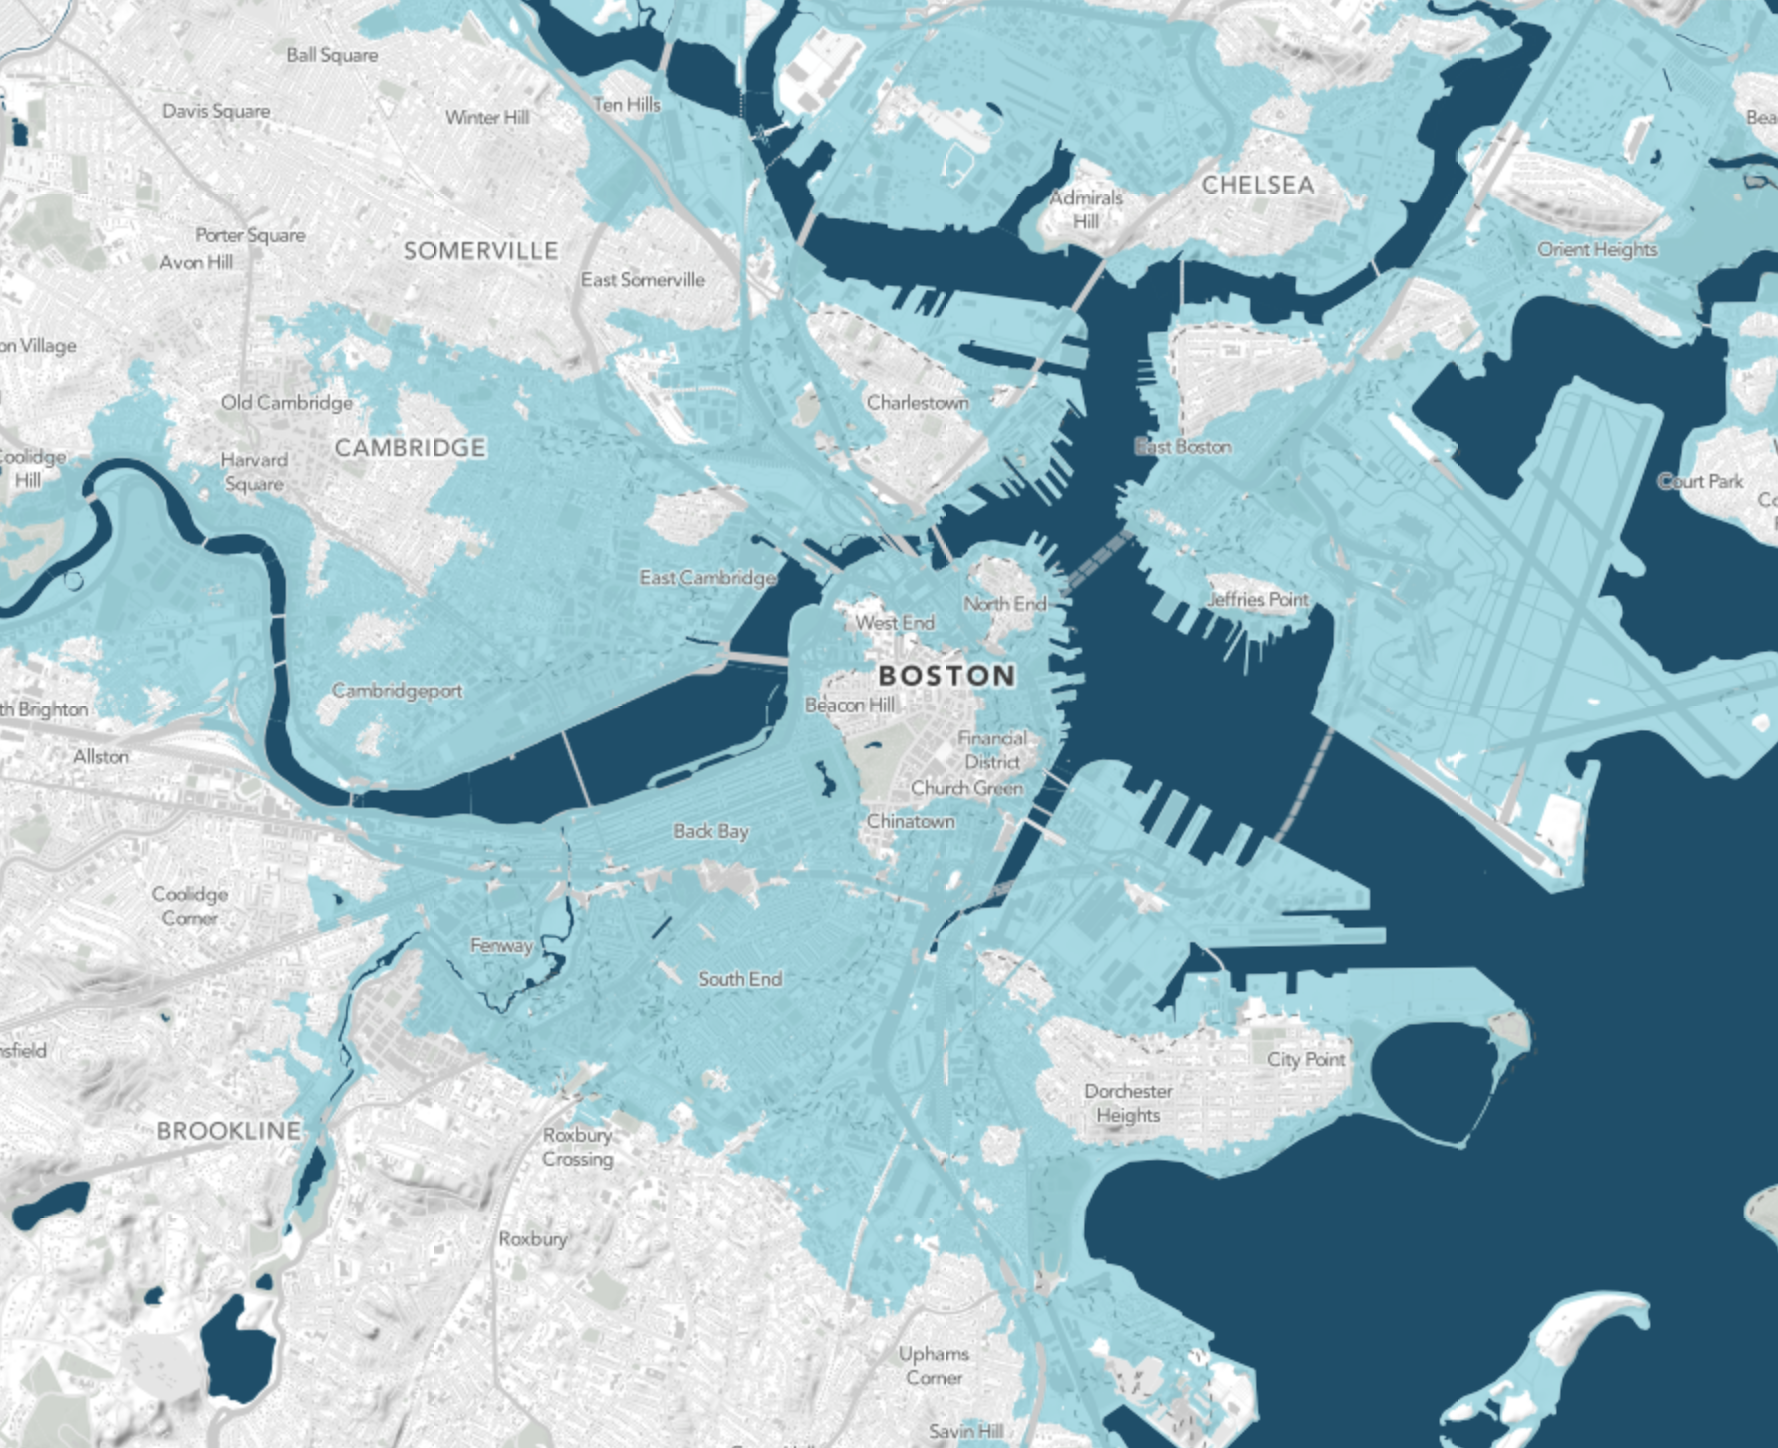 Ball Square
Davis Square
Winter Hill
Ten Hills
Bea
CHELSEA
Admirals
Hill
Porter Square
Avon Hill
SOMERVILLE
East Somerville
Orient Heights
on Village
Old Cambridge
Charlestown
CAMBRIDGE
East Boston
Coolidge
Hill
Harvard
Square
Court Park
Co
East Cambridge
North End
Jeffries Point
West End
BOSTON
Cambridgeport
Beacon Hill
th Brighton
Allston
Financial
District
Church Green
Chinatown
Back Bay
Coolidge
Corner
Fenway
South End
nsfield
City Point
Dorchester
Heights
BROOKLINE
Roxbury
Crossing
Roxbury
Uphams
Corner
Savin Hill